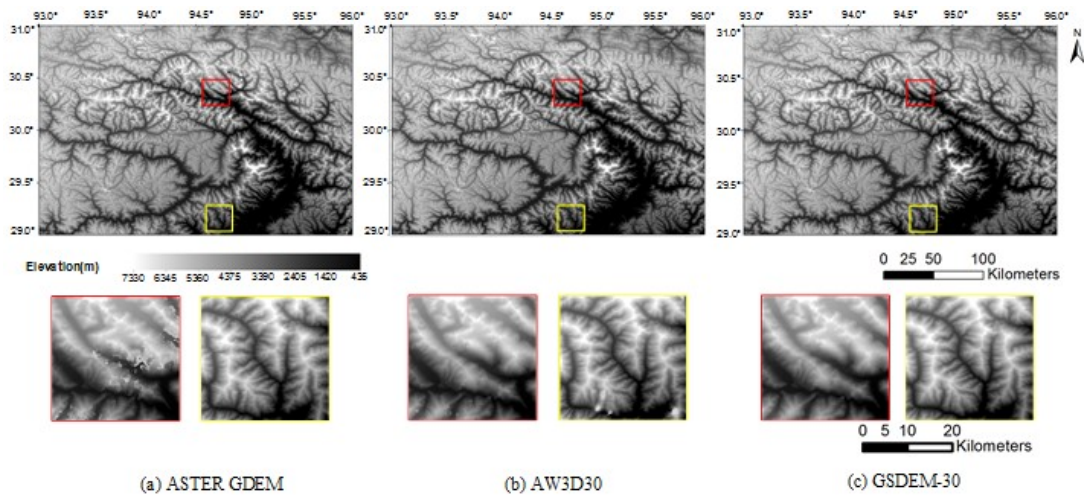 93.0° 93.5° 94.0° 94.5° 95.0° 95.5° 96.0° 93.0° 93.5° 94.0° 94.5° 95.0° 95.5° 96.0° 93.0° 93.5° 94.0° 94.5° 95.0° 95.5° 96.0°
N
31.0° 31.0° 31.0°
30.5° 30.5° 30.5°
30.0° 30.0° 30.0°
29.5° 29.5° 29.5°
29.0° 29.0° 29.0°
Elevation(m)
7330 6345 5360 4375 3390 2405 1420 435
0 25 50 100
Kilometers
0 5 10 20
Kilometers
(a) ASTER GDEM (b) AW3D30 (c) GSDEM-30